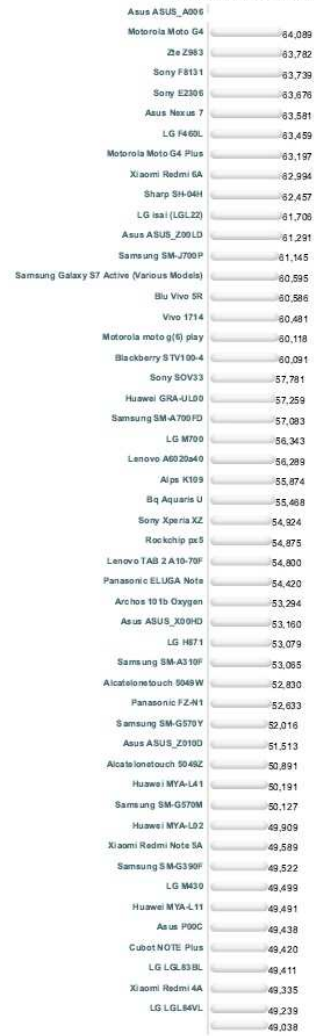 Asus ASUS_A006
Motorola Moto G4 64,089
Zte Z983 63,782
Sony F8131 63,739
Sony E2306 63,676
Asus Nexus 7 63,581
LG F460L 63,459
Motorola Moto G4 Plus 63,197
Xiaomi Redmi 6A 62,994
Sharp SH-04H 62,457
LG isai (LGL22) 61,706
Asus ASUS_Z00LD 61,291
Samsung SM-J700P 61,145
Samsung Galaxy S7 Active (Various Models) 60,595
Blu Vivo 5R 60,586
Vivo 1714 60,481
Motorola moto g(6) play 60,118
Blackberry STV100-4 60,091
Sony SOV33 57,781
Huawei GRA-UL00 57,259
Samsung SM-A700FD 57,083
LG M700 56,343
Lenovo A6020a40 56,289
Alps K109 55,874
Bq Aquaris U 55,468
Sony Xperia XZ 54,924
Rockchip px5 54,875
Lenovo TAB 2 A10-70F 54,800
Panasonic ELUGA Note 54,420
Archos 101b Oxygen 53,294
Asus ASUS_X00HD 53,160
LG H871 53,079
Samsung SM-A310F 53,065
Alcatelonetouch 5049W 52,830
Panasonic FZ-N1 52,633
Samsung SM-G570Y 52,016
Asus ASUS_Z010D 51,513
Alcatelonetouch 5049Z 50,891
Huawei MYA-L41 50,191
Samsung SM-G570M 50,127
Huawei MYA-L02 49,909
Xiaomi Redmi Note 5A 49,589
Samsung SM-G390F 49,522
LG M430 49,499
Huawei MYA-L11 49,491
Asus P00C 49,438
Cubot NOTE Plus 49,420
LG LGL83BL 49,411
Xiaomi Redmi 4A 49,335
LG LGL84VL 49,239
49,038